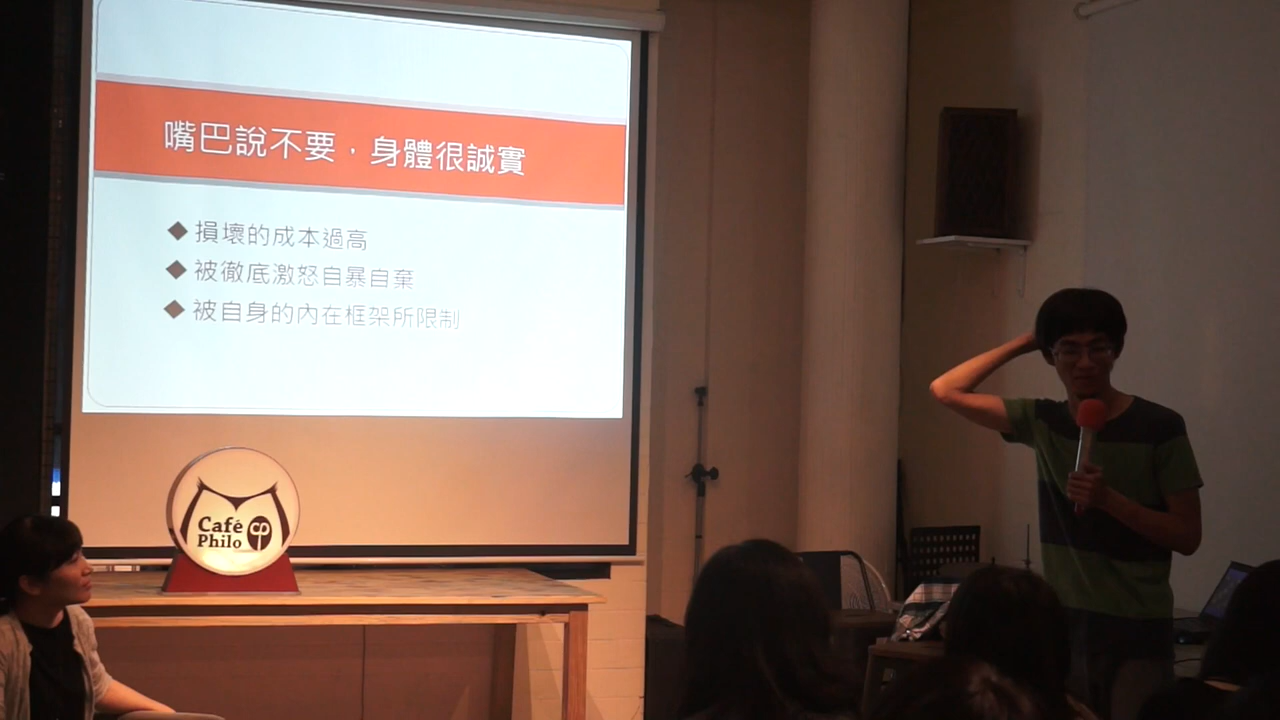 嘴巴說不要，身體很誠實
損壞的成本過高
被徹底激怒自暴自棄
被自身的內在框架所限制
Café
Philo